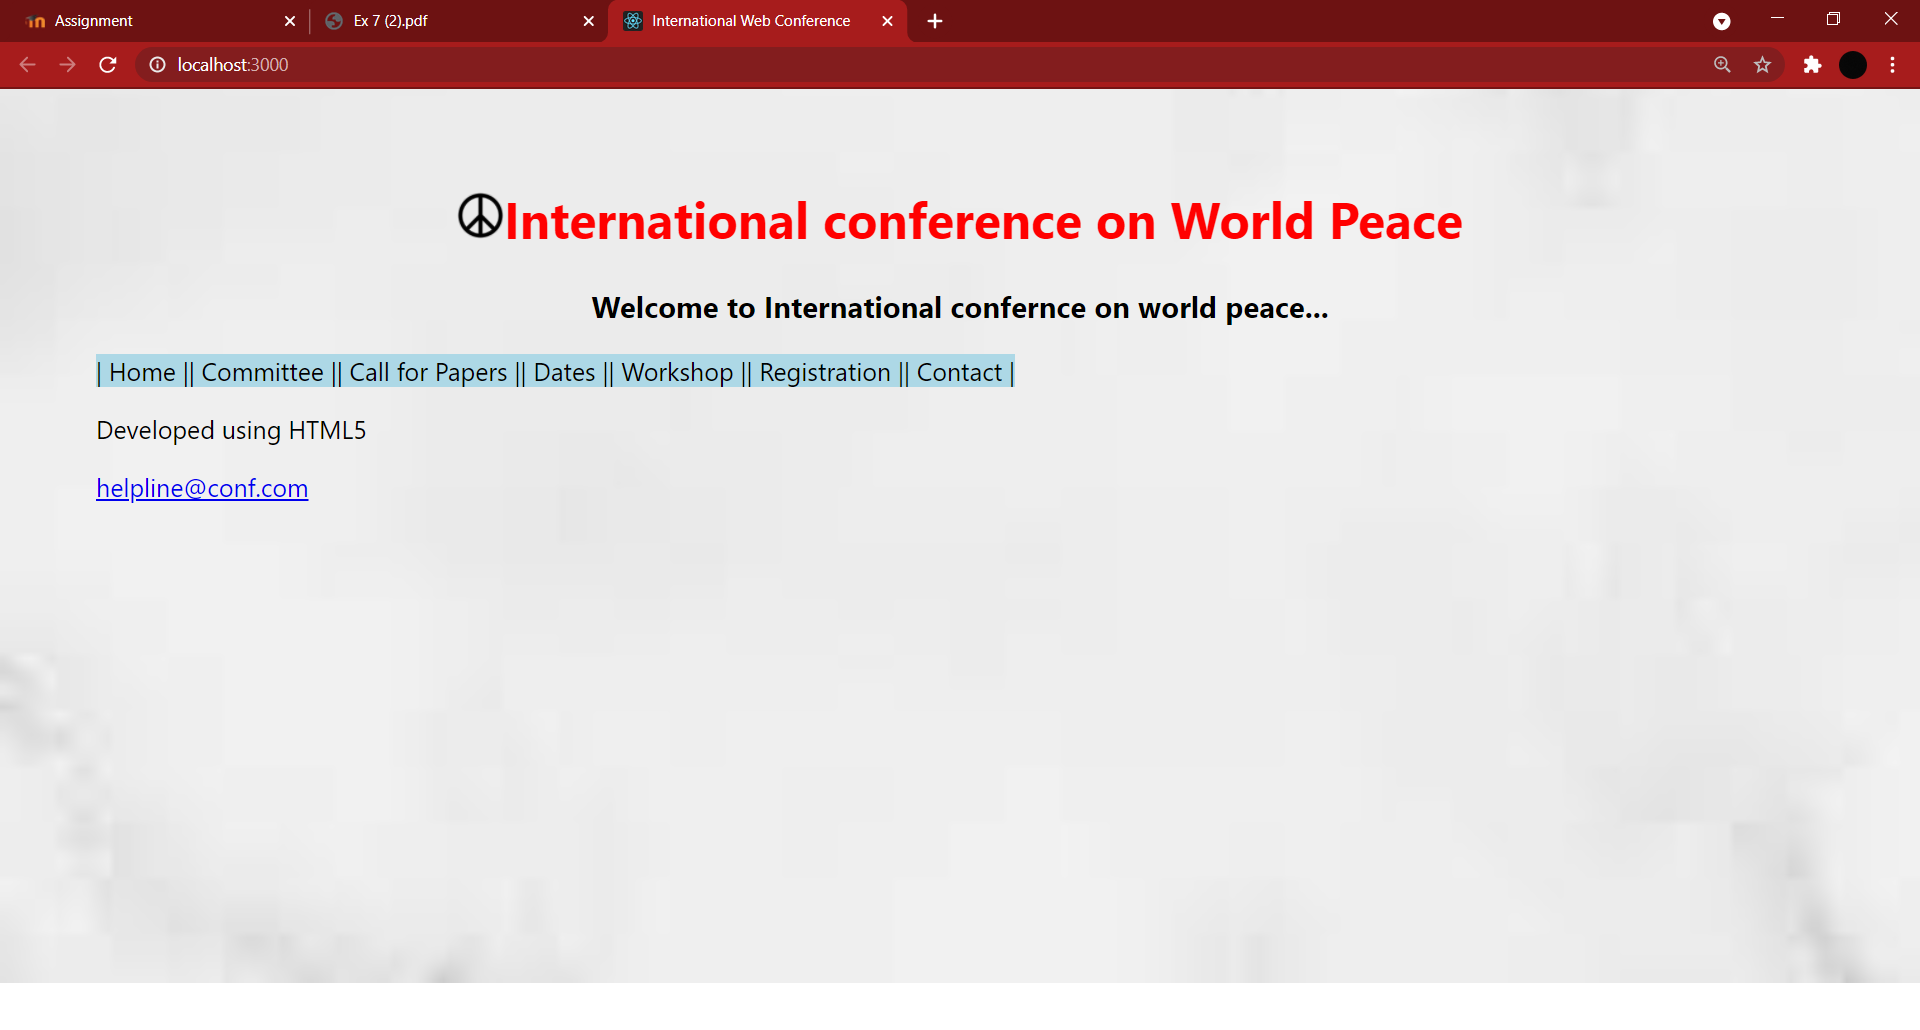 Assignment
Ex 7 (2).pdf
International Web Conference
localhost:3000
International conference on World Peace
Welcome to International confernce on world peace...
| Home || Committee || Call for Papers || Dates || Workshop || Registration || Contact |
Developed using HTML5
helpline@conf.com